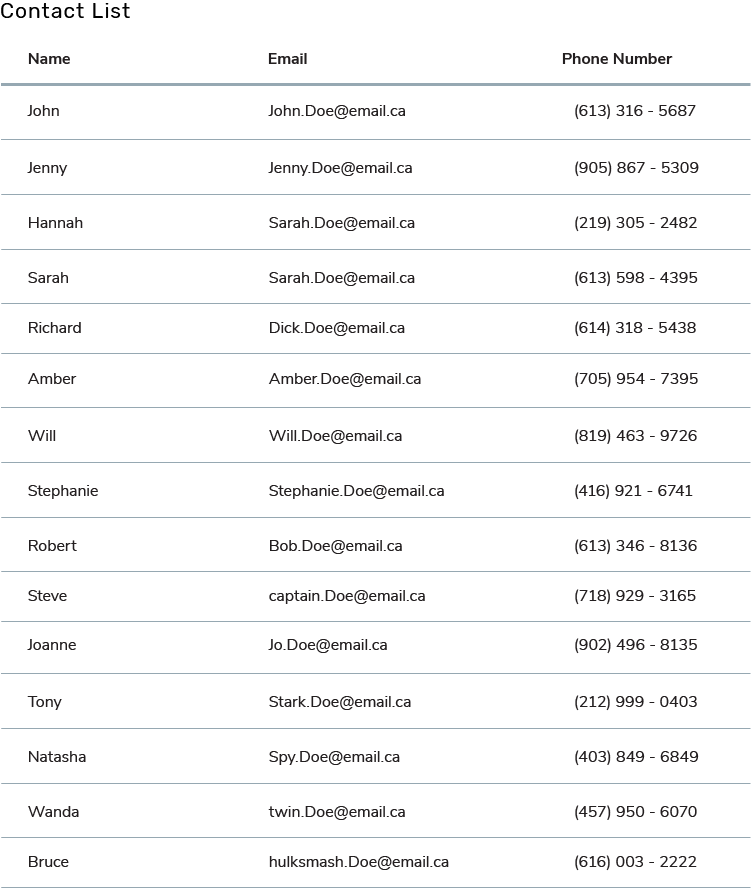 Contact List
Name Email Phone Number
John John.Doe@email.ca (613) 316 - 5687
Jenny Jenny.Doe@email.ca (905) 867 - 5309
Hannah Sarah.Doe@email.ca (219) 305 - 2482
Sarah Sarah.Doe@email.ca (613) 598 - 4395
Richard Dick.Doe@email.ca (614) 318 - 5438
Amber Amber.Doe@email.ca (705) 954 - 7395
Will Will.Doe@email.ca (819) 463 - 9726
Stephanie Stephanie.Doe@email.ca (416) 921 - 6741
Robert Bob.Doe@email.ca (613) 346 - 8136
Steve captain.Doe@email.ca (718) 929 - 3165
Joanne Jo.Doe@email.ca (902) 496 - 8135
Tony Stark.Doe@email.ca (212) 999 - 0403
Natasha Spy.Doe@email.ca (403) 849 - 6849
Wanda twin.Doe@email.ca (457) 950 - 6070
Bruce hulksmash.Doe@email.ca (616) 003 - 2222